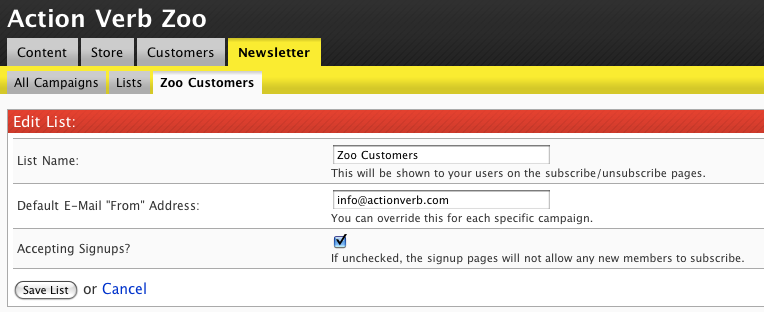 Action Verb Zoo
Content Store Customers Newsletter
All Campaigns Lists Zoo Customers
Edit List:
List Name: Zoo Customers
This will be shown to your users on the subscribe/unsubscribe pages.
Default E-Mail "From" Address: info@actionverb.com
You can override this for each specific campaign.
Accepting Signups?
If unchecked, the signup pages will not allow any new members to subscribe.
Save List or Cancel